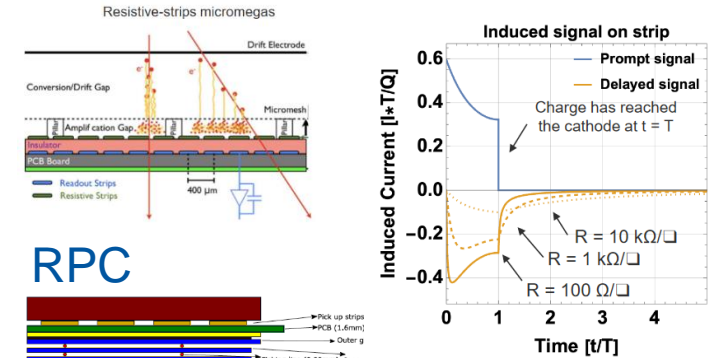 Resistive-strips micromegas
Drift Electrode
e⁻
e⁻
Conversion/Drift Gap
Micromesh
Pillar
Amplification Gap
Pillar
Pillar
Insulator
PCB Board
Readout Strips
Resistive Strips
400 µm
RPC
Pick up strips
PCB (1.6mm)
Outer g
Induced signal on strip
Induced Current [I*T/Q]
0.6
0.4
0.2
0.0
-0.2
-0.4
Prompt signal
Delayed signal
Charge has reached
the cathode at t = T
R = 10 kΩ/❑
R = 1 kΩ/❑
R = 100 Ω/❑
0
1
2
3
4
Time [t/T]